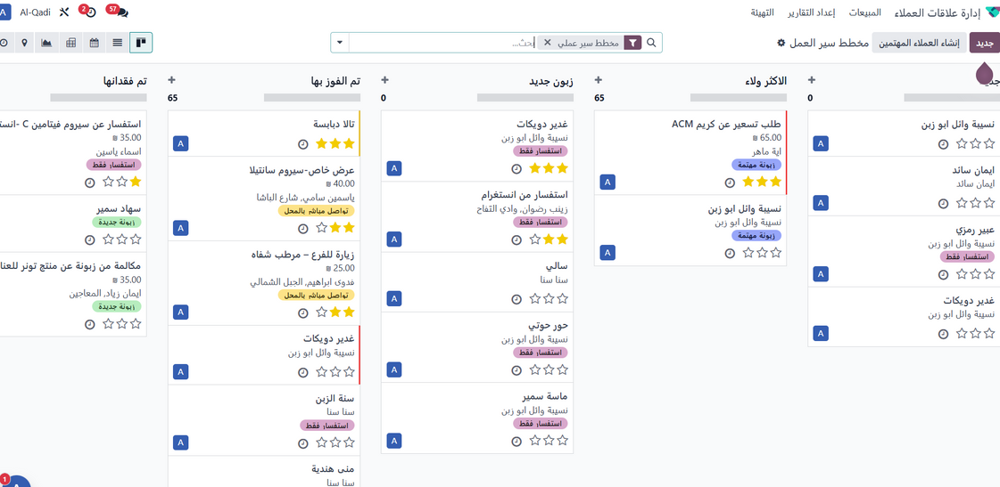 إدارة علاقات العملاء
المبيعات
إعداد التقارير
التهيئة
57
2
Al-Qadi
A
جديد
إنشاء العملاء المهتمين
مخطط سير العمل
مخطط سير عملي
بحث...
0
نسيبة وائل ابو زبن
A
ايمان سائد
ايمان سائد
A
عبير رمزي
نسيبة وائل ابو زبن
استفسار فقط
A
غدير دويكات
نسيبة وائل ابو زبن
A
الاكثر ولاء
65
طلب تسعير عن كريم ACM
65.00 ₪
اية ماهر
زبونة مهتمة
A
نسيبة وائل ابو زبن
نسيبة وائل ابو زبن
زبونة مهتمة
A
زبون جديد
0
غدير دويكات
نسيبة وائل ابو زبن
استفسار فقط
A
استفسار من انستغرام
زينب رضوان, وادي التفاح
استفسار فقط
A
سالي
سنا سنا
A
حور حوتي
استفسار فقط
A
ماسة سمير
نسيبة وائل ابو زبن
استفسار فقط
A
تم الفوز بها
65
تالا دبابسة
A
عرض خاص-سيروم سانتيلا
40.00 ₪
ياسمين سامي, شارع الباشا
تواصل مباشر بالمحل
A
زيارة للفرع – مرطب شفاه
25.00 ₪
فدوى ابراهيم, الجبل الشمالي
تواصل مباشر بالمحل
A
غدير دويكات
نسيبة وائل ابو زبن
A
سنة الزبن
سنا سنا
استفسار فقط
A
منى هندية
سنا سنا
تم فقدانها
استفسار عن سيروم فيتامين C -انست
35.00 ₪
اسماء ياسين
استفسار فقط
سهاد سمير
زبونة جديدة
مكالمة من زبونة عن منتج تونر للعنا
35.00 ₪
ايمان زياد, المعاجين
زبونة جديدة
1